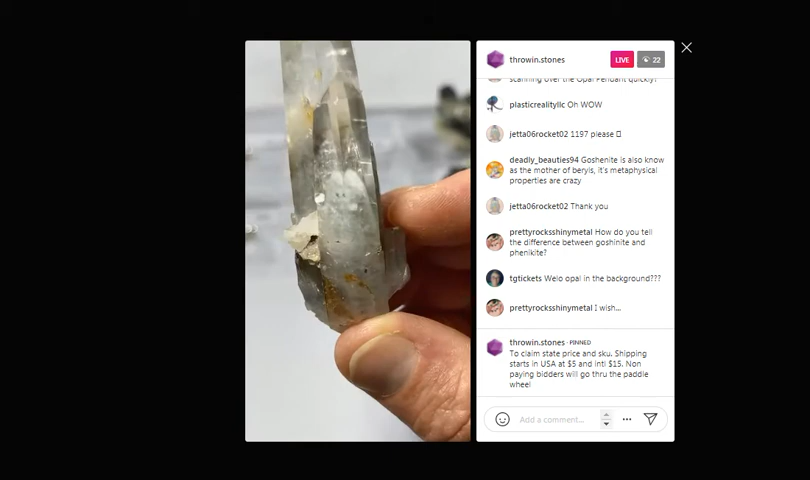 throwin.stones
LIVE
22
scanning over the Opal Pendant quickly?
plasticrealityllc Oh WOW
jetta06rocket02 1197 please
deadly_beauties94 Goshenite is also know
as the mother of beryls, it's metaphysical
properties are crazy
jetta06rocket02 Thank you
prettyrocksshinymetal How do you tell
the difference between goshinite and
phenikite?
tgtickets Welo opal in the background???
prettyrocksshinymetal I wish...
throwin.stones · PINNED
To claim state price and sku. Shipping
starts in USA at $5 and intl $15. Non
paying bidders will go thru the paddle
wheel
Add a comment...